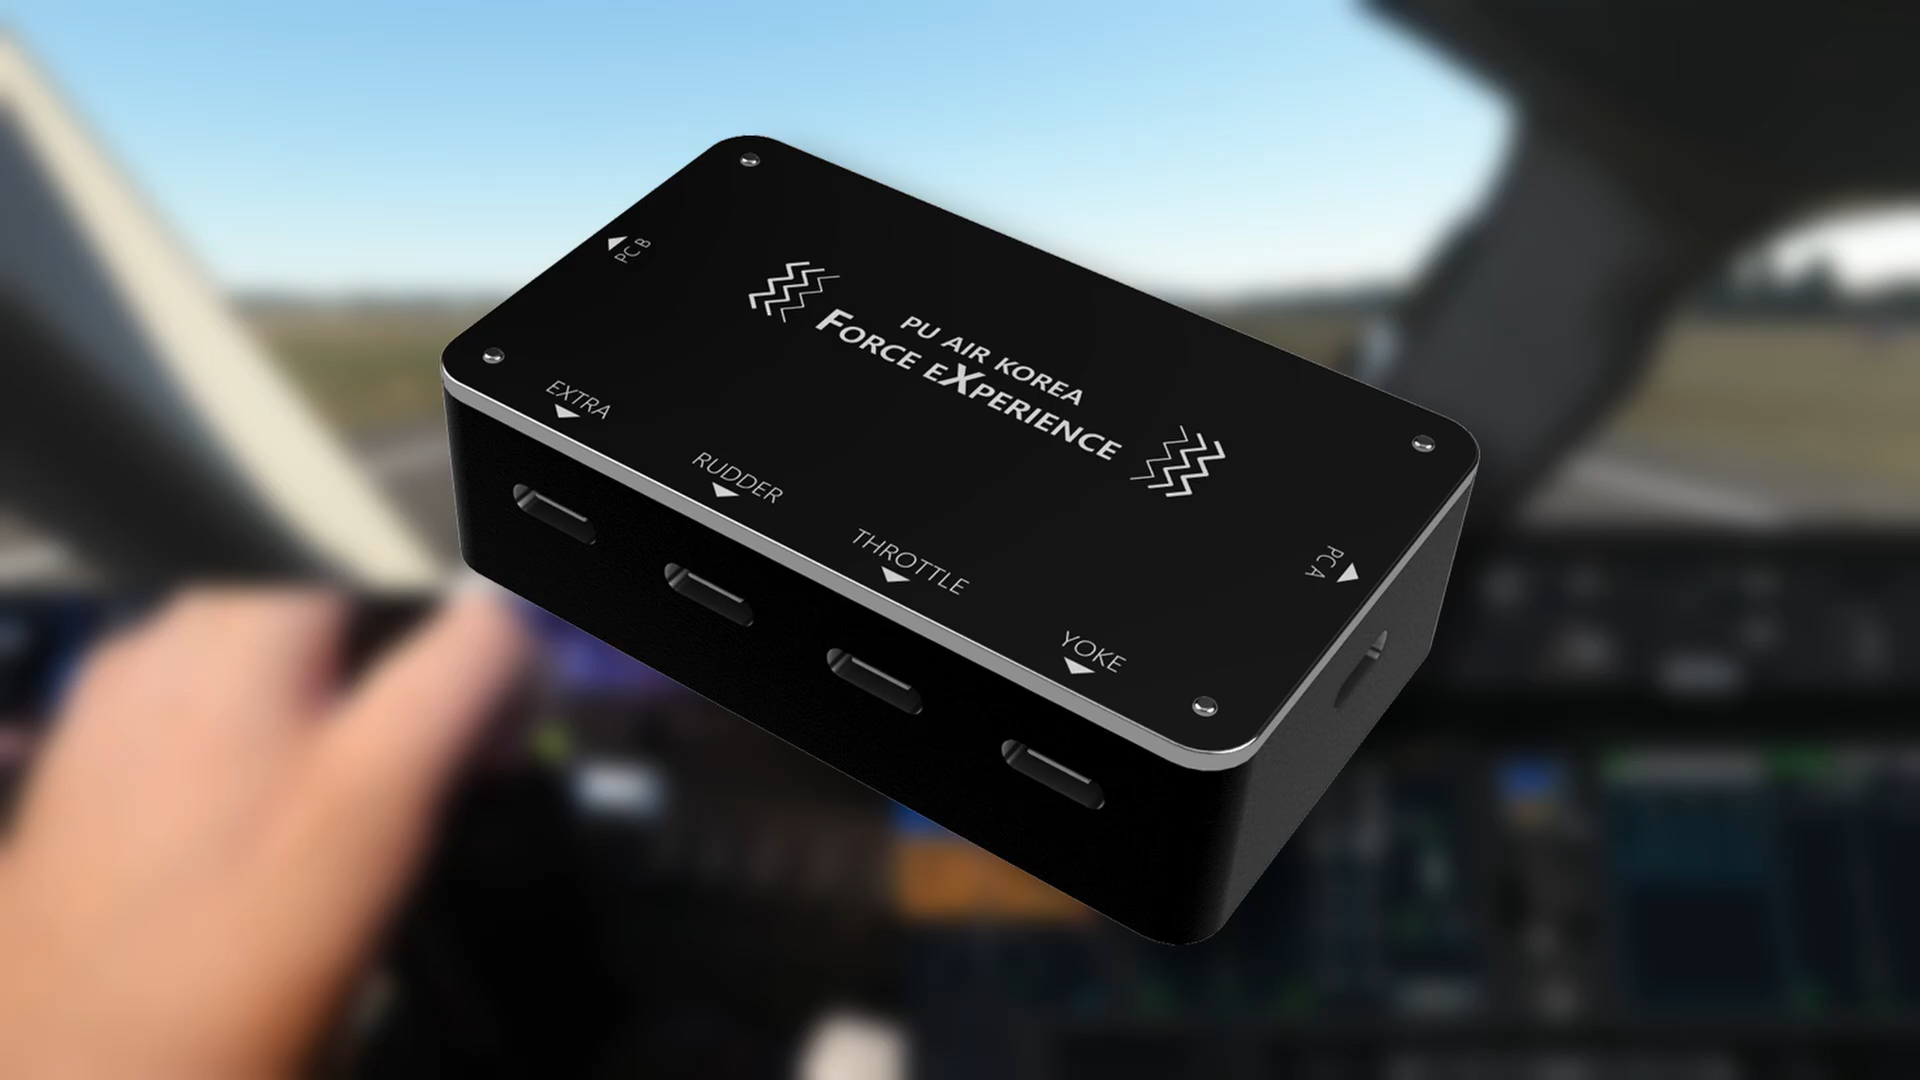 PC B
PU AIR KOREA
FORCE EXPERIENCE
EXTRA
RUDDER
THROTTLE
YOKE
PC A